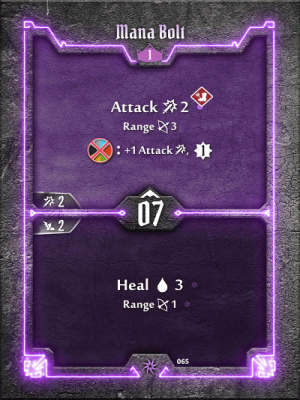 Mana Bolt
1
Attack 2
Range 3
: +1 Attack ,
2
07
2
Heal 3
Range 1
065